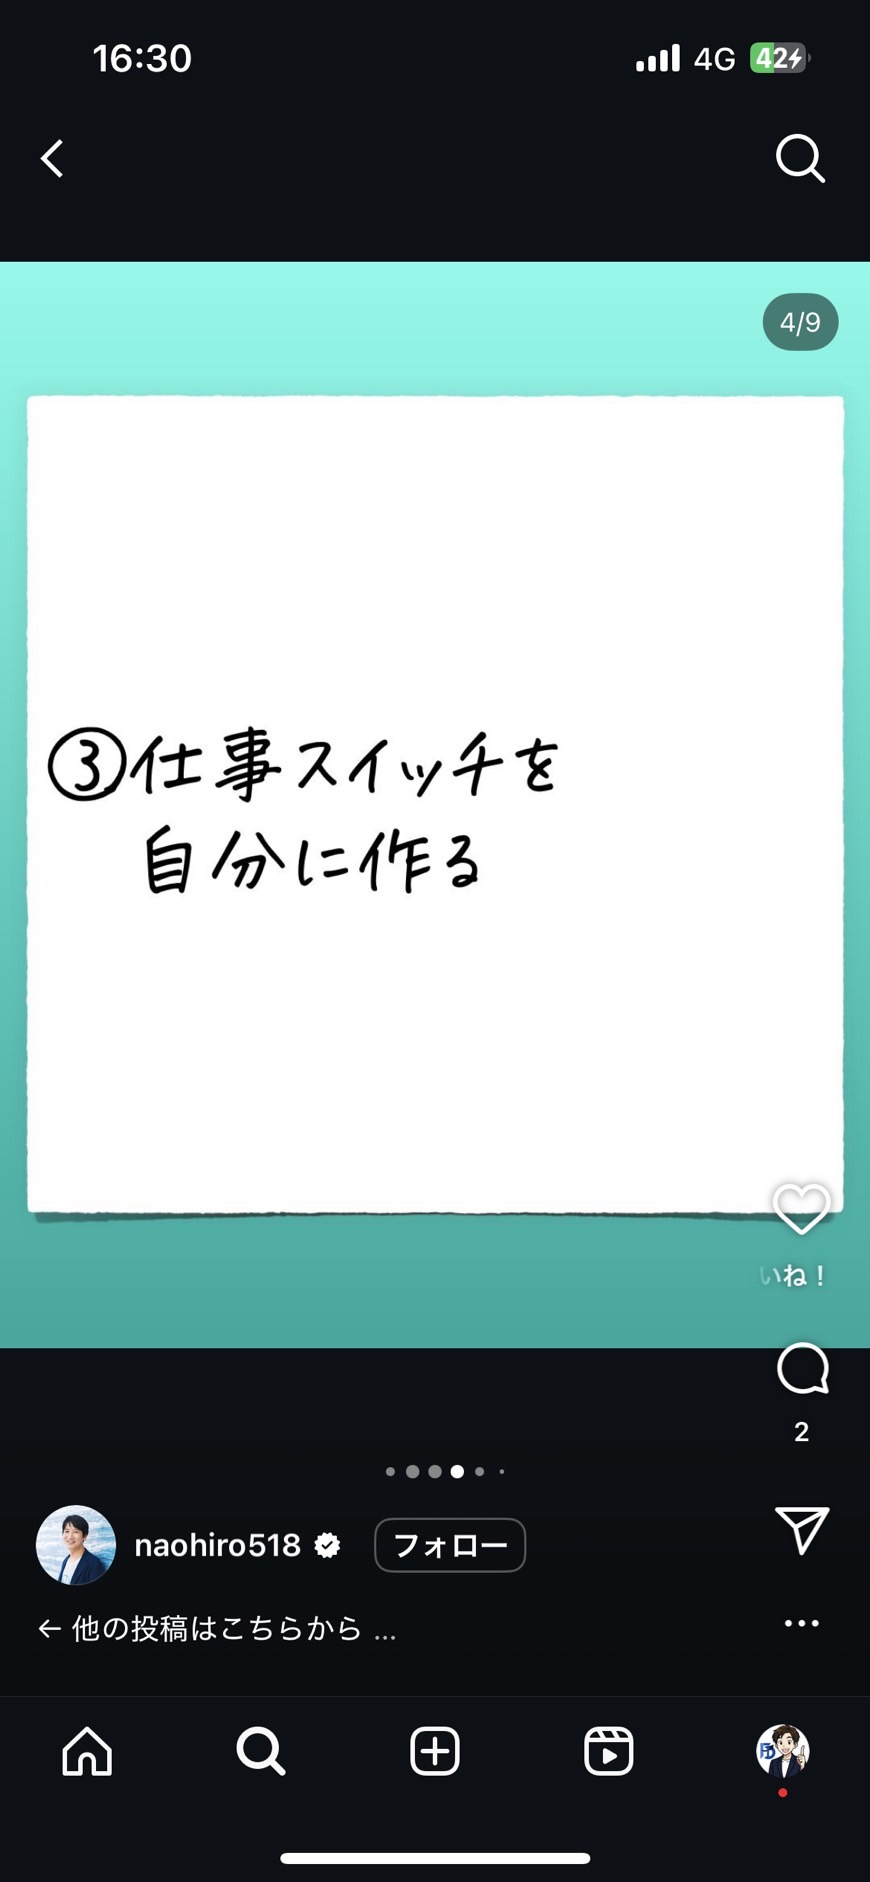 16:30
4G
42
4/9
③仕事スイッチを
自分に作る
いね！
2
naohiro518
フォロー
← 他の投稿はこちらから ...